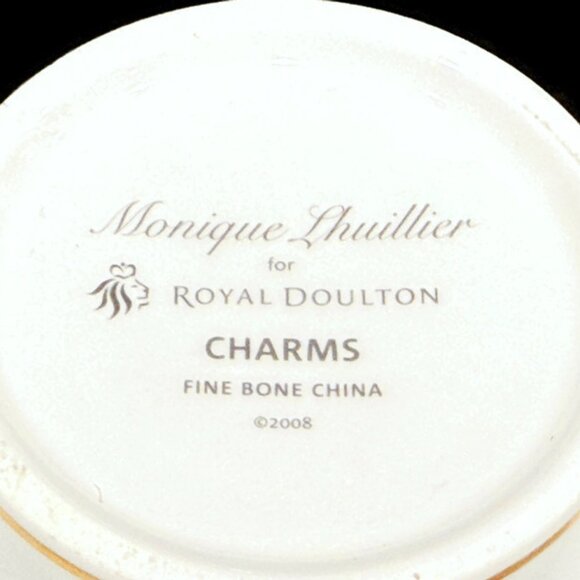 Monique Lhuillier
for
ROYAL DOULTON
CHARMS
FINE BONE CHINA
©2008